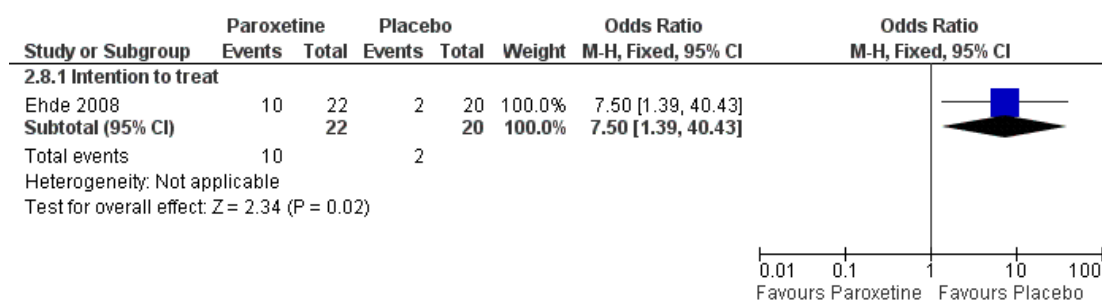 Paroxetine Placebo Odds Ratio Odds Ratio
Study or Subgroup Events Total Events Total Weight M-H, Fixed, 95% CI M-H, Fixed, 95% CI
2.8.1 Intention to treat
Ehde 2008 10 22 2 20 100.0% 7.50 [1.39, 40.43]
Subtotal (95% CI) 22 20 100.0% 7.50 [1.39, 40.43]
Total events 10 2
Heterogeneity: Not applicable
Test for overall effect: Z = 2.34 (P = 0.02)
0.01 0.1 1 10 100
Favours Paroxetine Favours Placebo